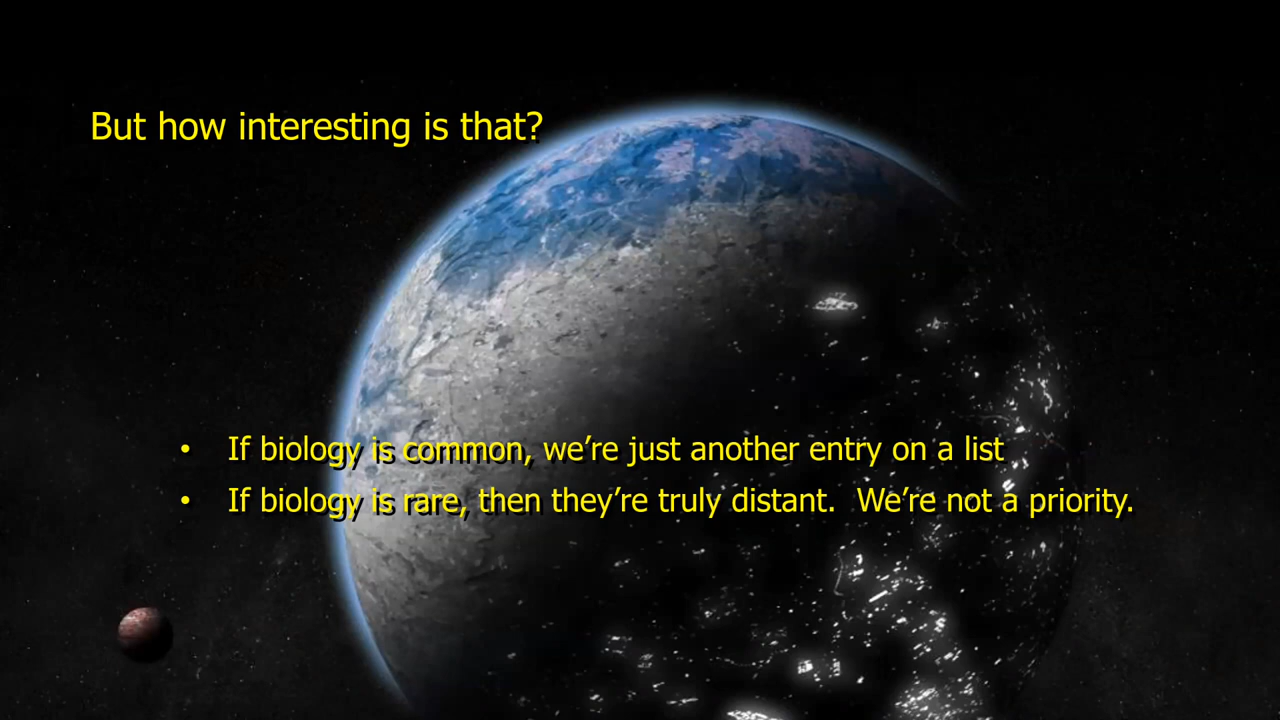 But how interesting is that?
• If biology is common, we’re just another entry on a list
• If biology is rare, then they’re truly distant.  We’re not a priority.